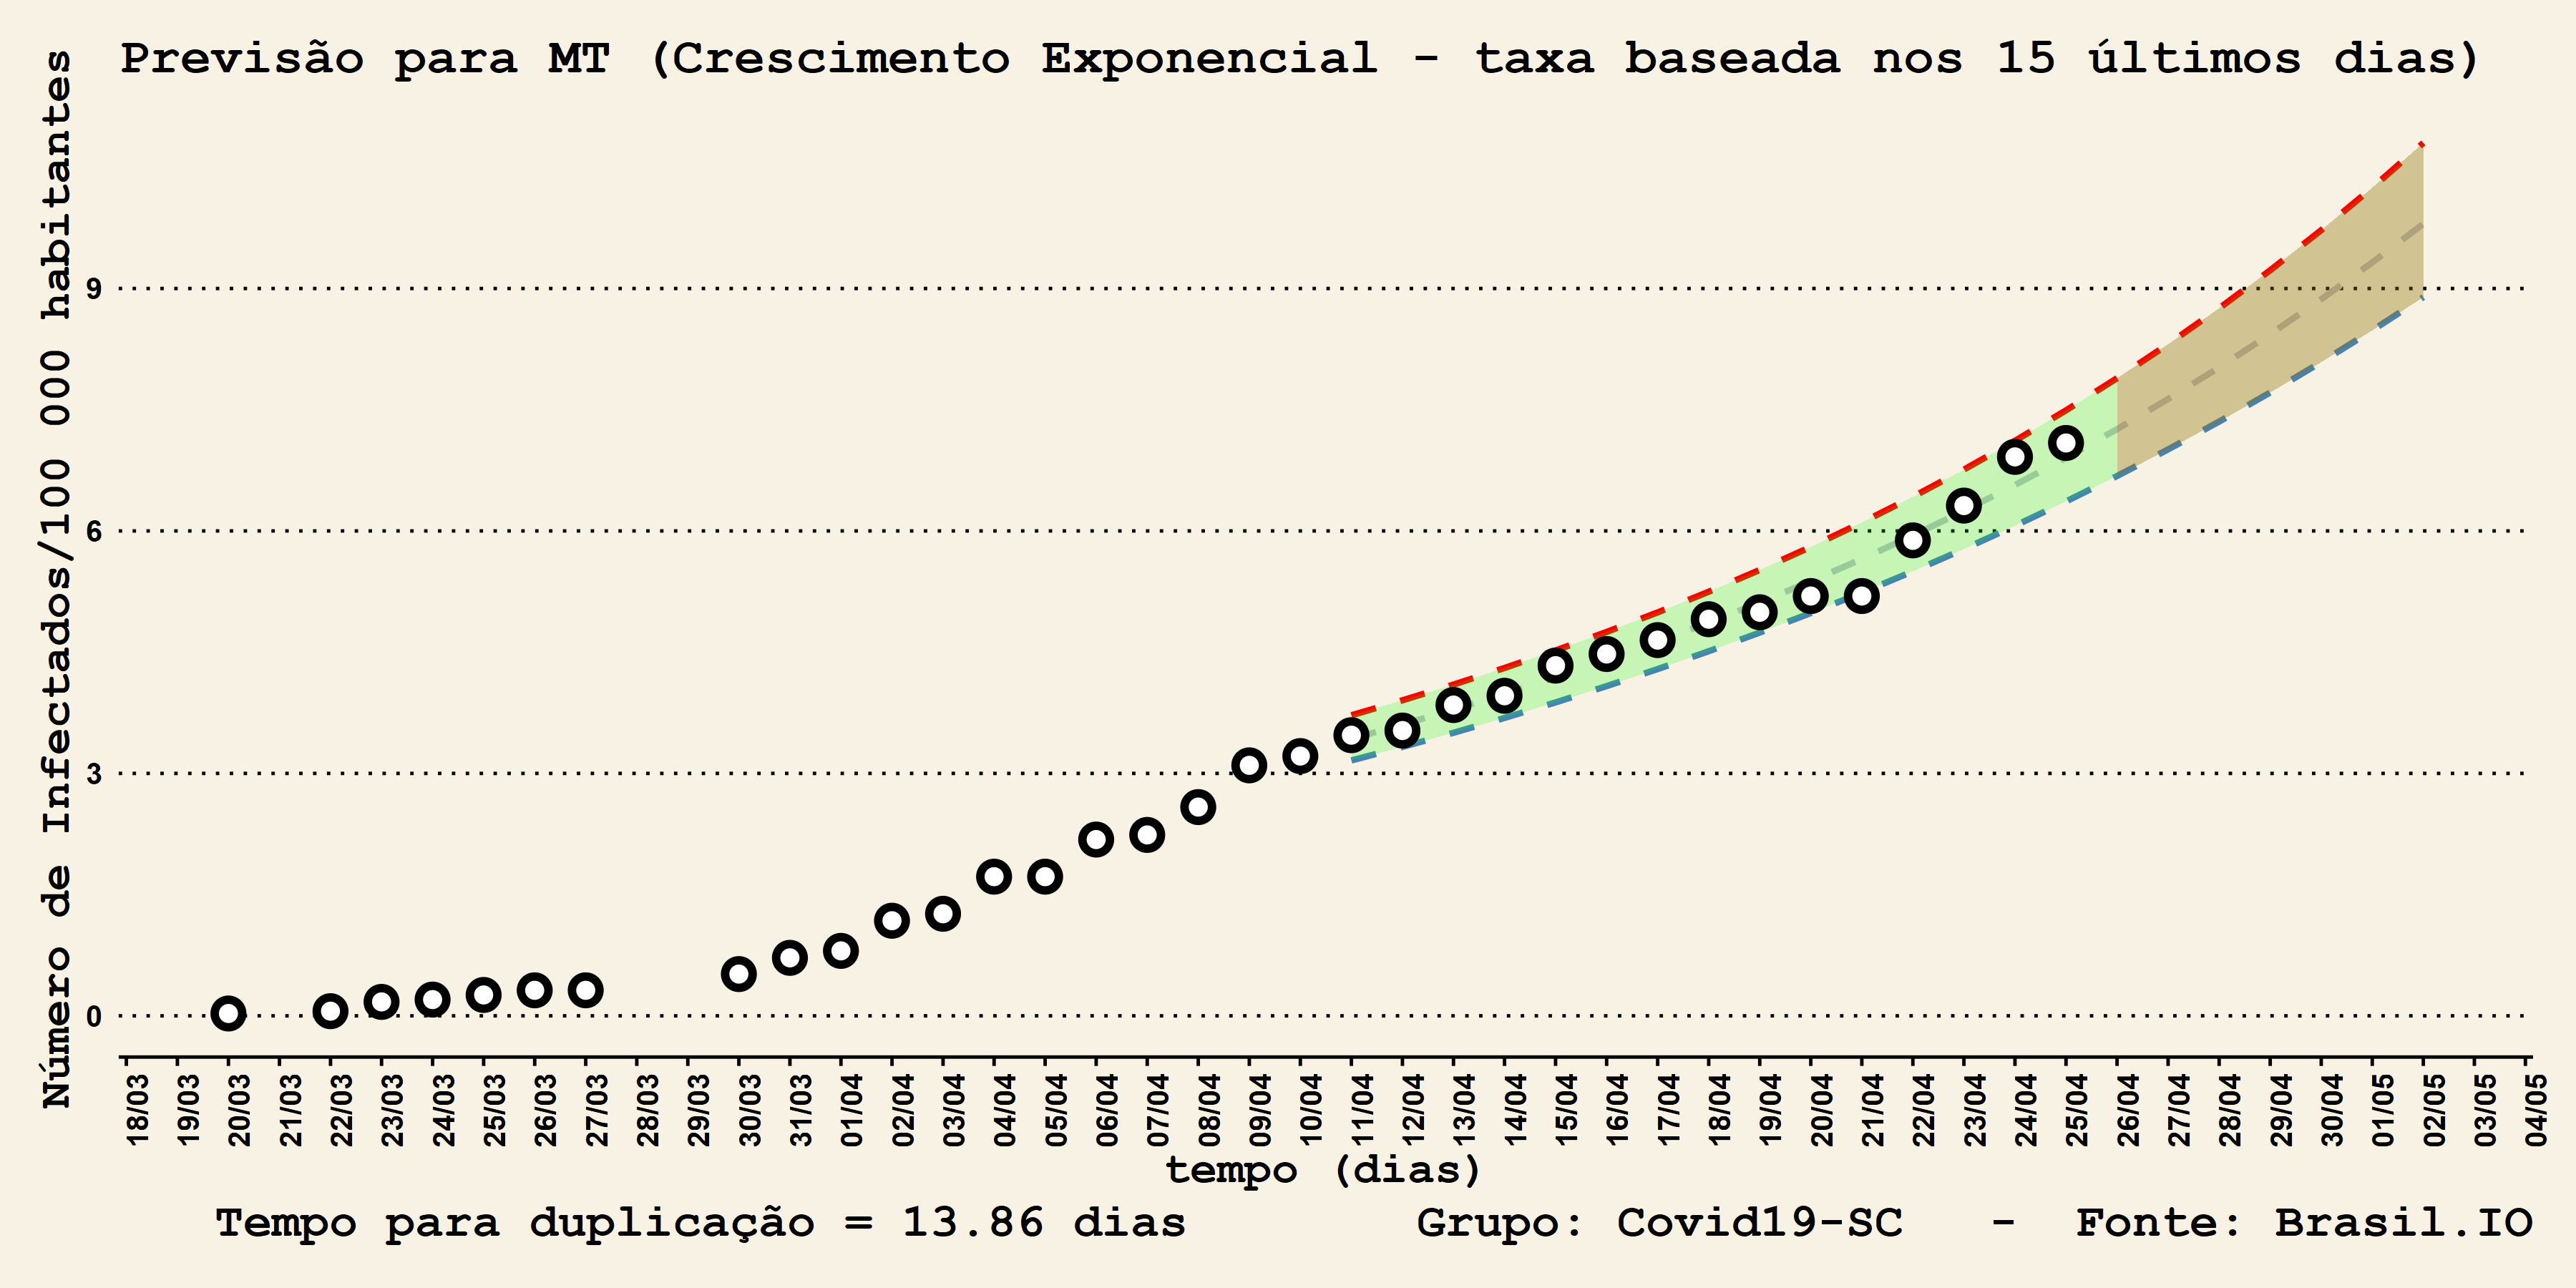 Previsão para MT (Crescimento Exponencial - taxa baseada nos 15 últimos dias)
Número de Infectados/100 000 habitantes
9
6
3
0
18/03 19/03 20/03 21/03 22/03 23/03 24/03 25/03 26/03 27/03 28/03 29/03 30/03 31/03 01/04 02/04 03/04 04/04 05/04 06/04 07/04 08/04 09/04 10/04 11/04 12/04 13/04 14/04 15/04 16/04 17/04 18/04 19/04 20/04 21/04 22/04 23/04 24/04 25/04 26/04 27/04 28/04 29/04 30/04 01/05 02/05 03/05 04/05
tempo (dias)
Tempo para duplicação = 13.86 dias Grupo: Covid19-SC - Fonte: Brasil.IO